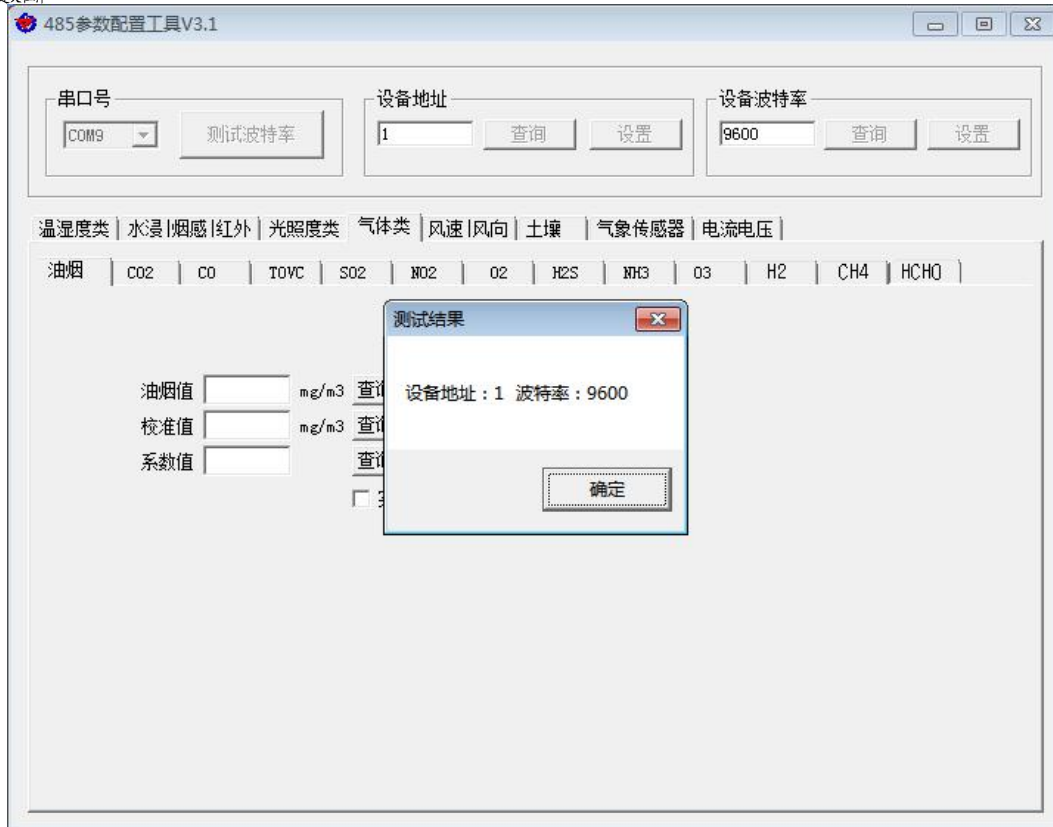 485参数配置工具V3.1
串口号
COM9
测试波特率
设备地址
1
查询
设置
设备波特率
9600
查询
设置
温湿度类
水浸|烟感|红外
光照度类
气体类
风速|风向
土壤
气象传感器
电流电压
油烟
CO2
CO
TOVC
SO2
NO2
O2
H2S
NH3
O3
H2
CH4
HCHO
测试结果
设备地址：1 波特率：9600
确定
油烟值
mg/m3
查询
校准值
mg/m3
查询
系数值
查询